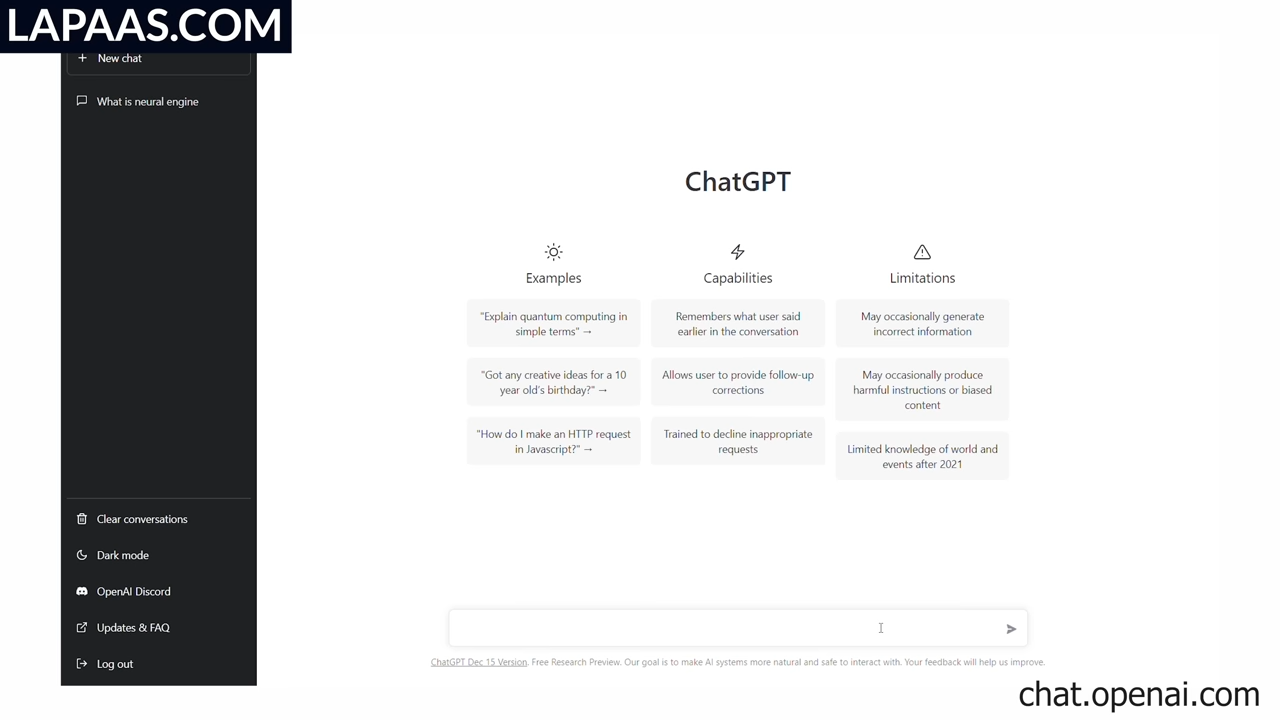 LAPAAS.COM
+ New chat
What is neural engine
ChatGPT
Examples
"Explain quantum computing in
simple terms" →
"Got any creative ideas for a 10
year old's birthday?" →
"How do I make an HTTP request
in Javascript?" →
Capabilities
Remembers what user said
earlier in the conversation
Allows user to provide follow-up
corrections
Trained to decline inappropriate
requests
Limitations
May occasionally generate
incorrect information
May occasionally produce
harmful instructions or biased
content
Limited knowledge of world and
events after 2021
Clear conversations
Dark mode
OpenAI Discord
Updates & FAQ
Log out
ChatGPT Dec 15 Version. Free Research Preview. Our goal is to make AI systems more natural and safe to interact with. Your feedback will help us improve.
chat.openai.com